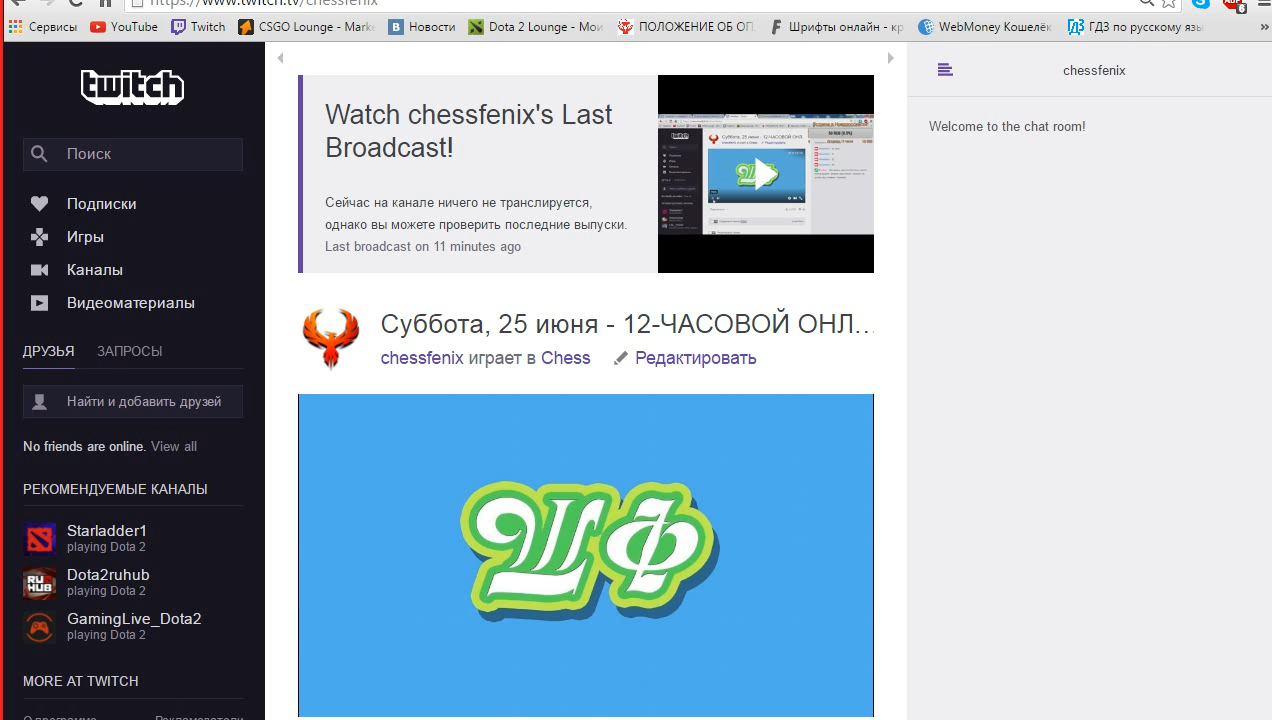 https://www.twitch.tv/chessfenix
Сервисы
YouTube
Twitch
CSGO Lounge - Marke
Новости
Dota 2 Lounge - Мои
ПОЛОЖЕНИЕ ОБ ОП
Шрифты онлайн - кр
WebMoney Кошелёк
ГДЗ по русскому язы
»
twitch
Поиск
Подписки
Игры
Каналы
Видеоматериалы
ДРУЗЬЯ
ЗАПРОСЫ
Найти и добавить друзей
No friends are online. View all
РЕКОМЕНДУЕМЫЕ КАНАЛЫ
Starladder1
playing Dota 2
RU HUB
Dota2ruhub
playing Dota 2
GamingLive_Dota2
playing Dota 2
MORE AT TWITCH
О программе
Рекламодатели
Watch chessfenix's Last
Broadcast!
Сейчас на канале ничего не транслируется,
однако вы можете проверить последние выпуски.
Last broadcast on 11 minutes ago
Суббота, 25 июня - 12-ЧАСОВОЙ ОНЛ…
chessfenix играет в Chess
Редактировать
ШФ
chessfenix
Welcome to the chat room!